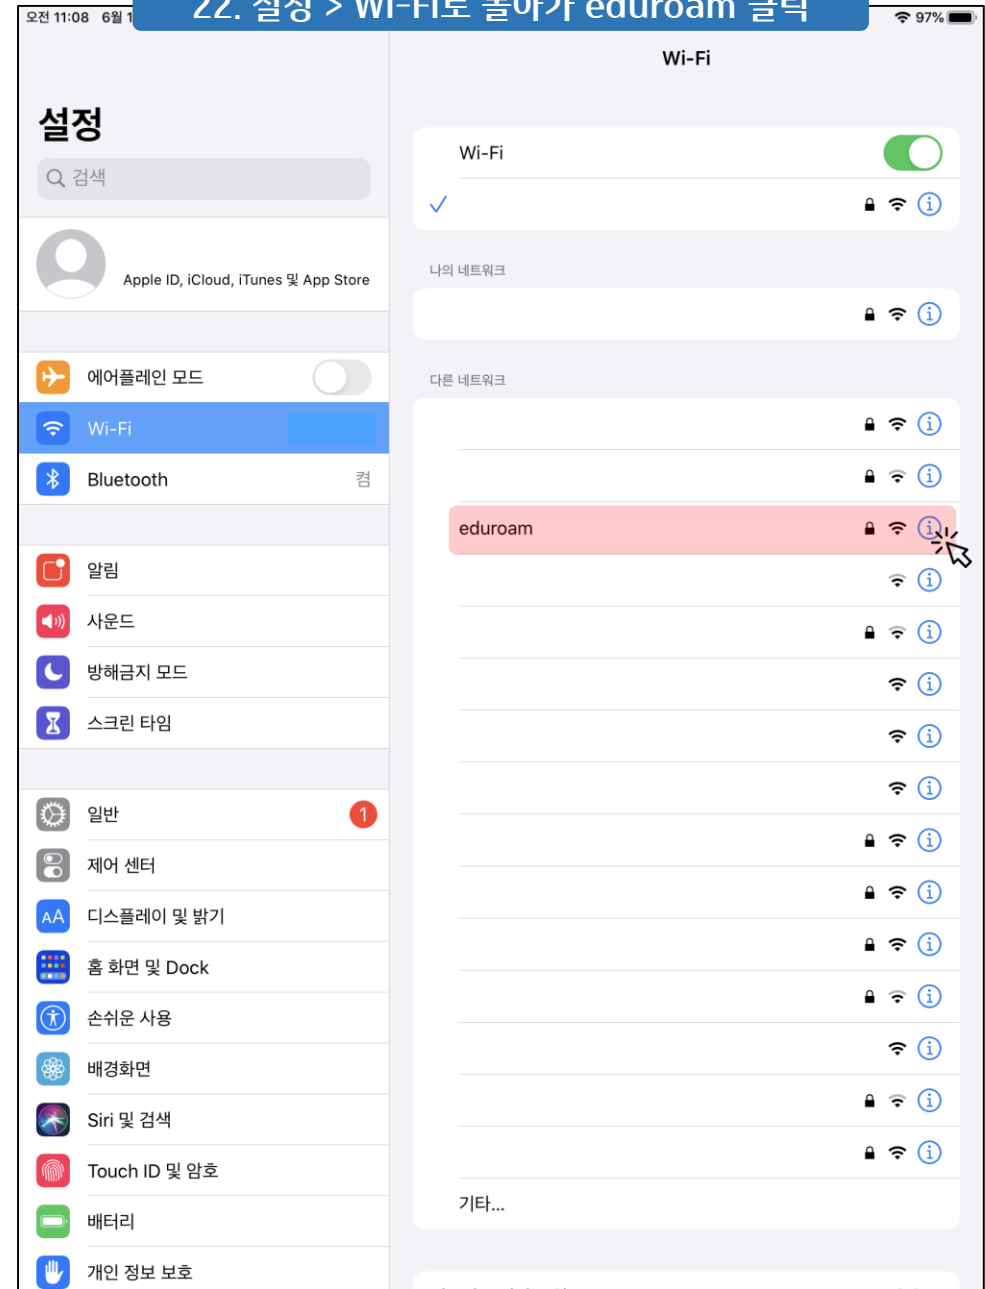 22. 설정 > Wi-Fi로 돌아가 eduroam 클릭
오전 11:08 6월 1
97%
Wi-Fi
설정
검색
Apple ID, iCloud, iTunes 및 App Store
에어플레인 모드
Wi-Fi
Bluetooth 켬
알림
사운드
방해금지 모드
스크린 타임
일반 1
제어 센터
AA 디스플레이 및 밝기
홈 화면 및 Dock
손쉬운 사용
배경화면
Siri 및 검색
Touch ID 및 암호
배터리
개인 정보 보호
Wi-Fi
나의 네트워크
다른 네트워크
eduroam
기타...